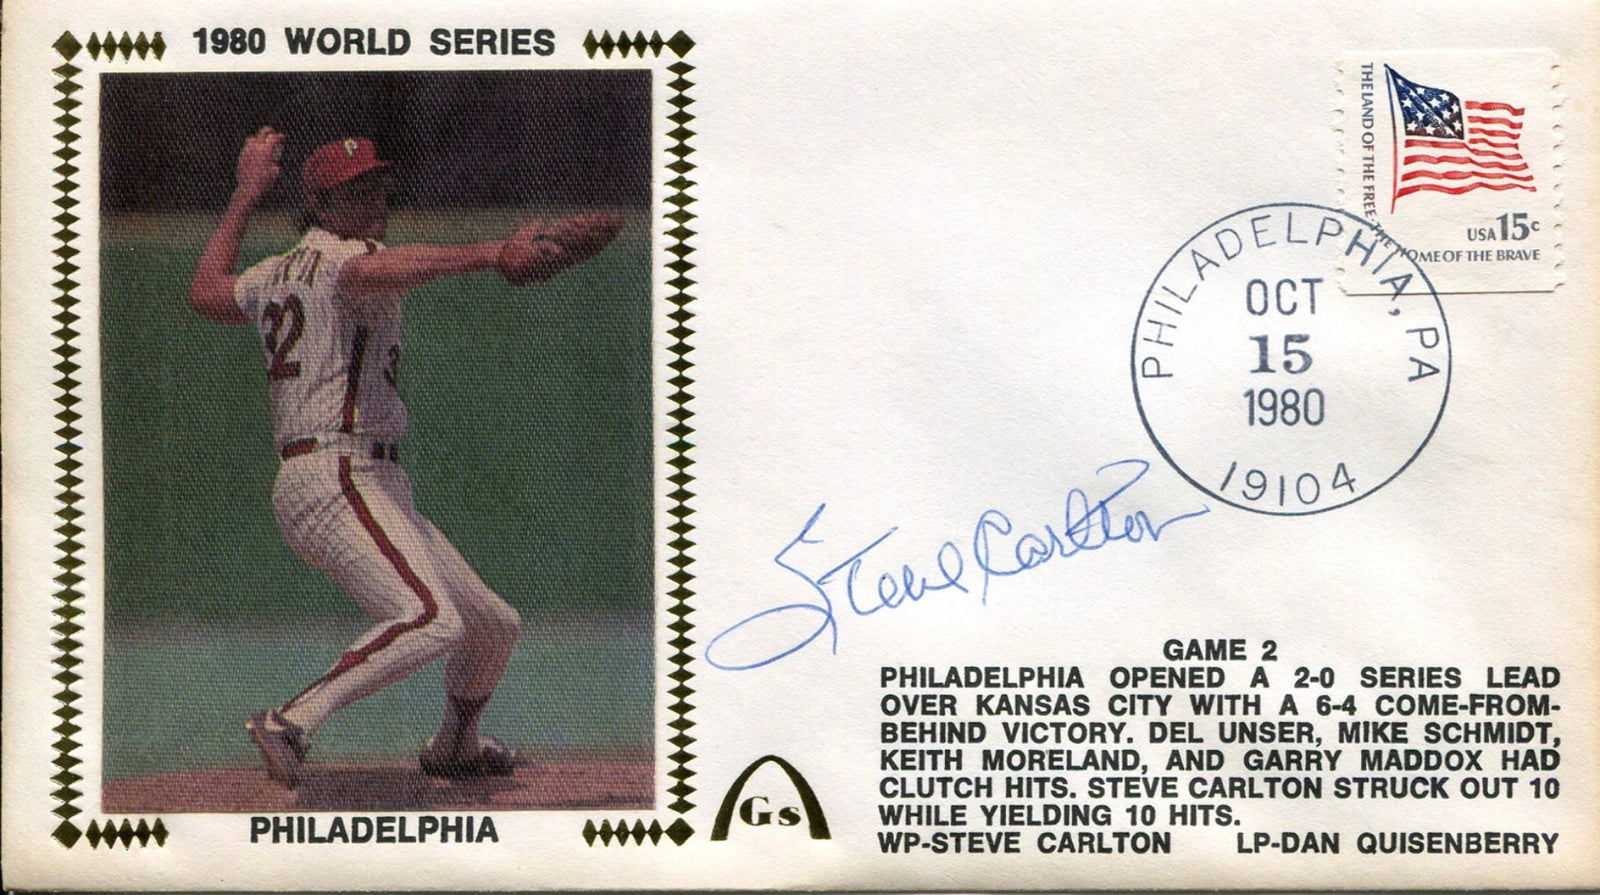 1980 WORLD SERIES
P
32
3
PHILADELPHIA
THE LAND OF THE FREE, THE HOME OF THE BRAVE
USA 15c
PHILADELPHIA, PA
OCT
15
1980
19104
Steve Carlton
GAME 2
PHILADELPHIA OPENED A 2-0 SERIES LEAD
OVER KANSAS CITY WITH A 6-4 COME-FROM-
BEHIND VICTORY. DEL UNSER, MIKE SCHMIDT,
KEITH MORELAND, AND GARRY MADDOX HAD
CLUTCH HITS. STEVE CARLTON STRUCK OUT 10
WHILE YIELDING 10 HITS.
WP-STEVE CARLTON LP-DAN QUISENBERRY
Gs